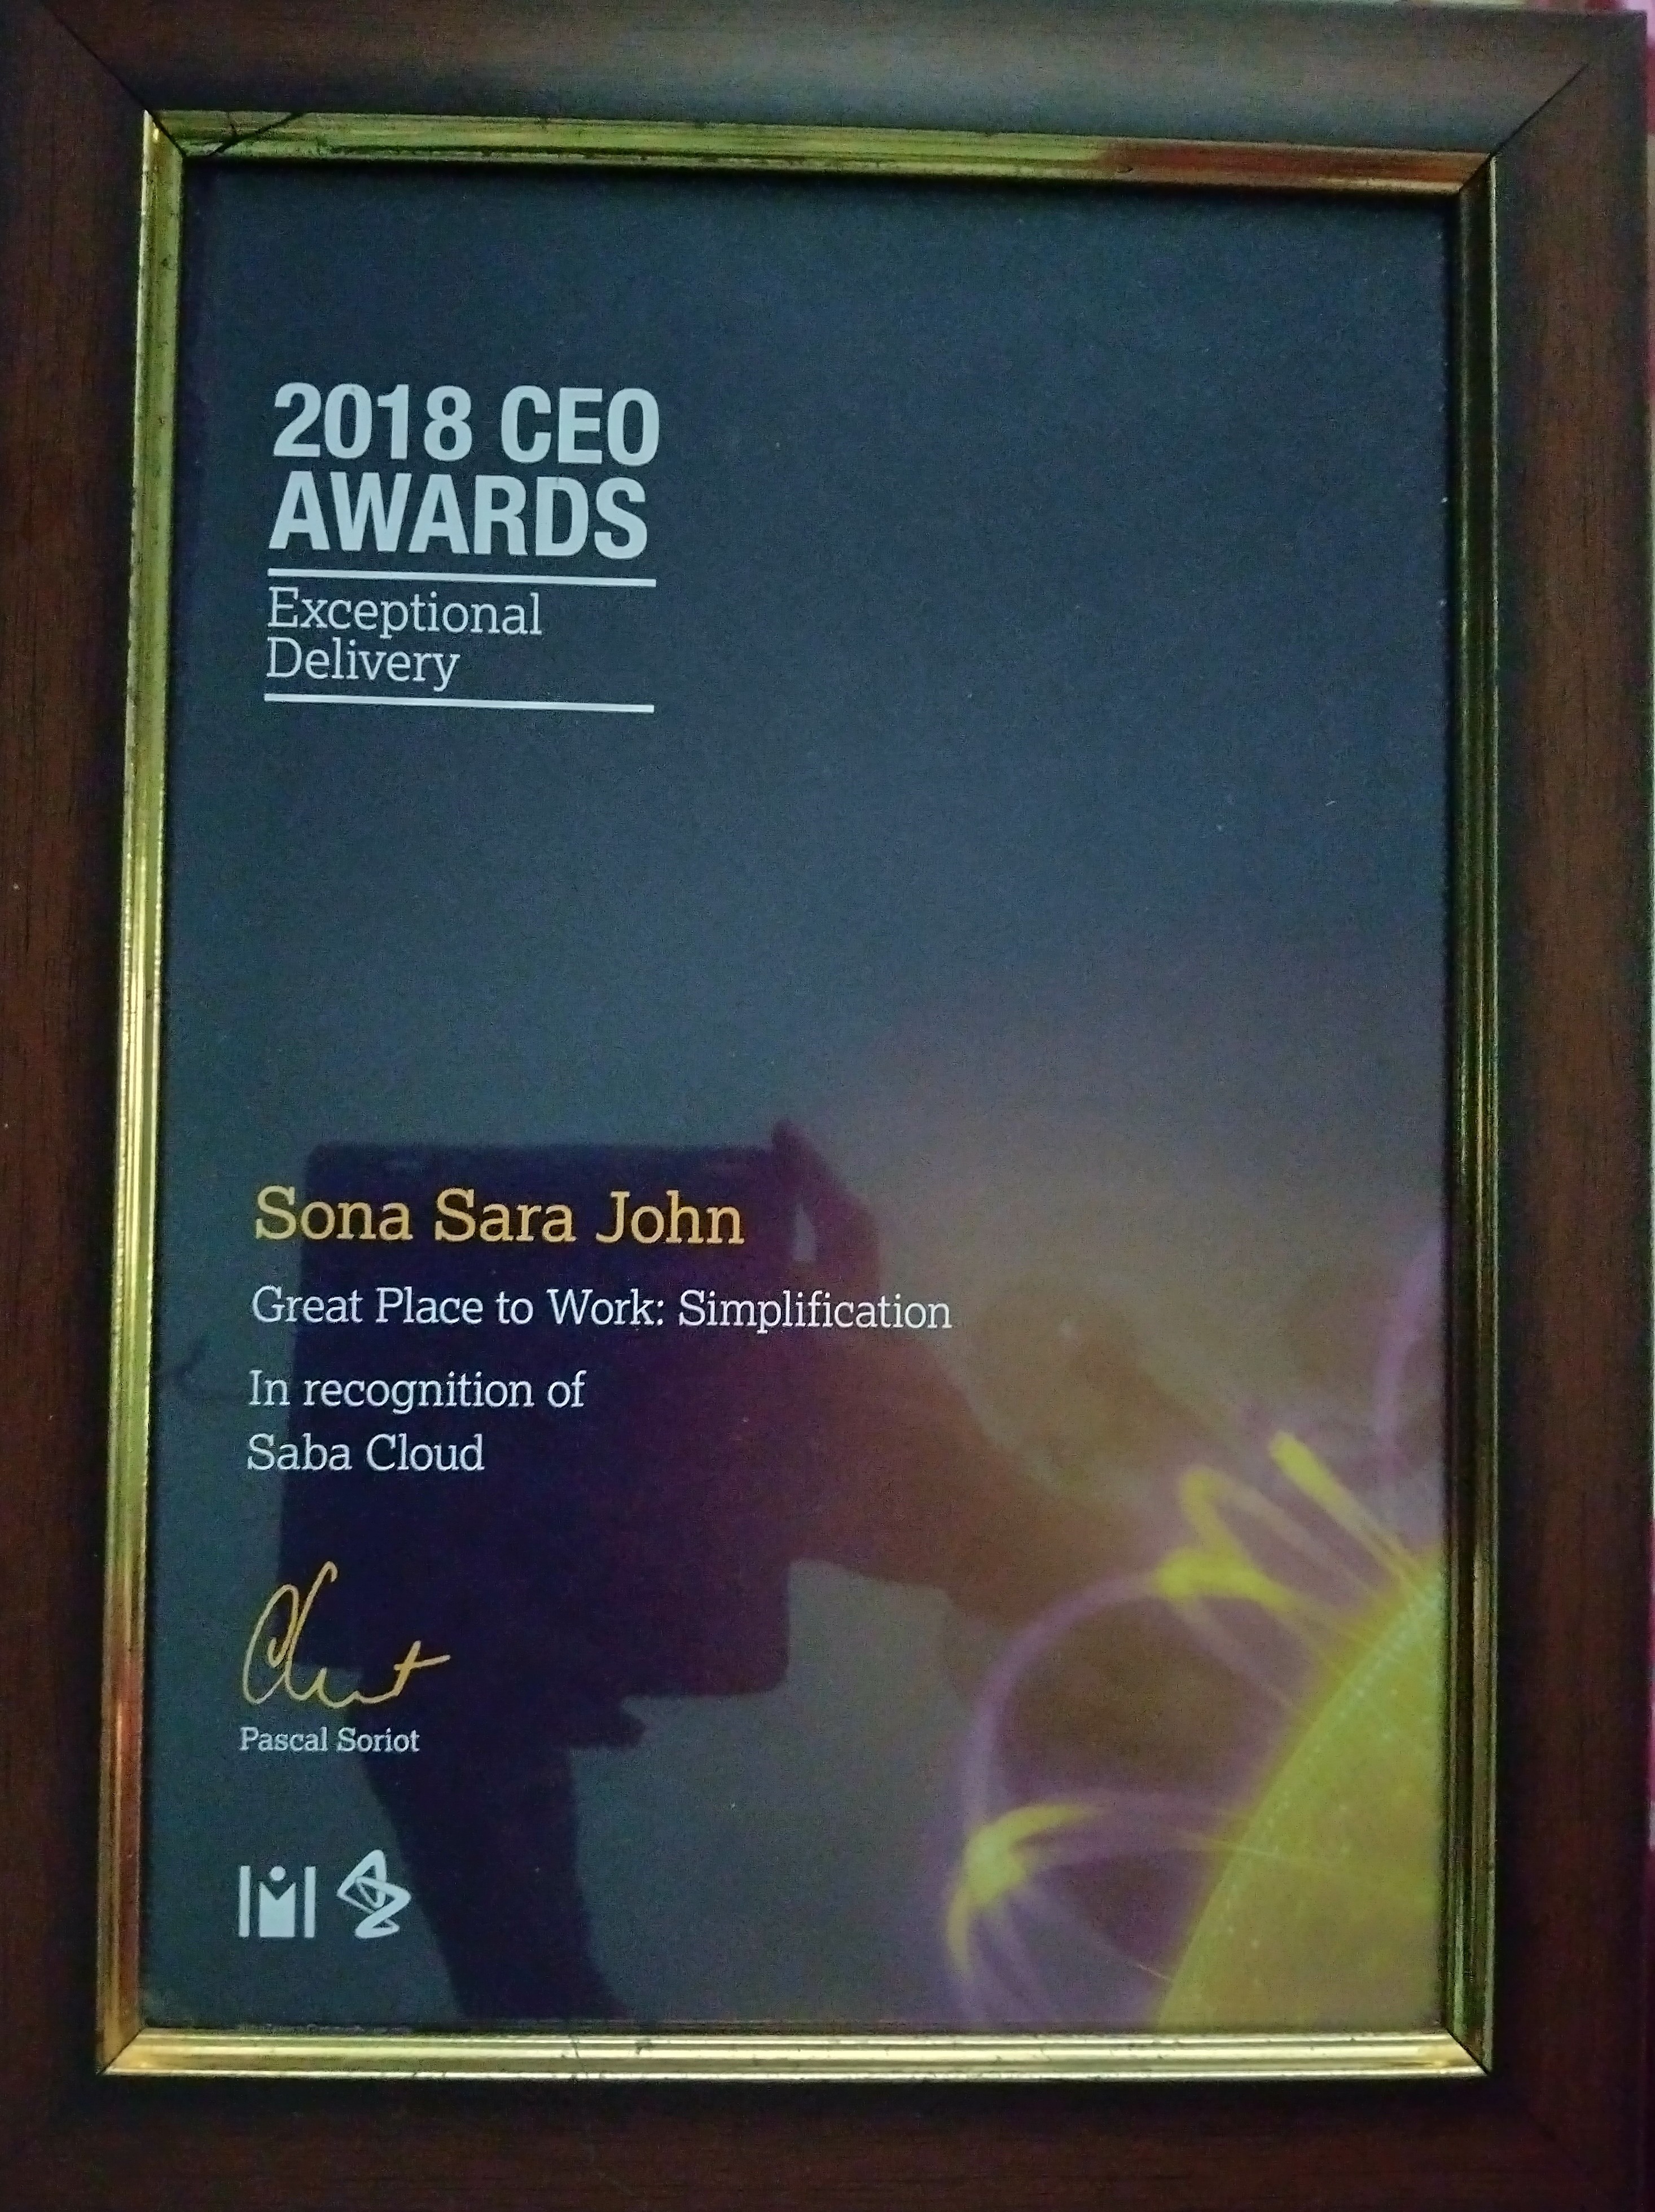 2018 CEO
AWARDS
Exceptional
Delivery
Sona Sara John
Great Place to Work: Simplification
In recognition of
Saba Cloud
Pascal Soriot